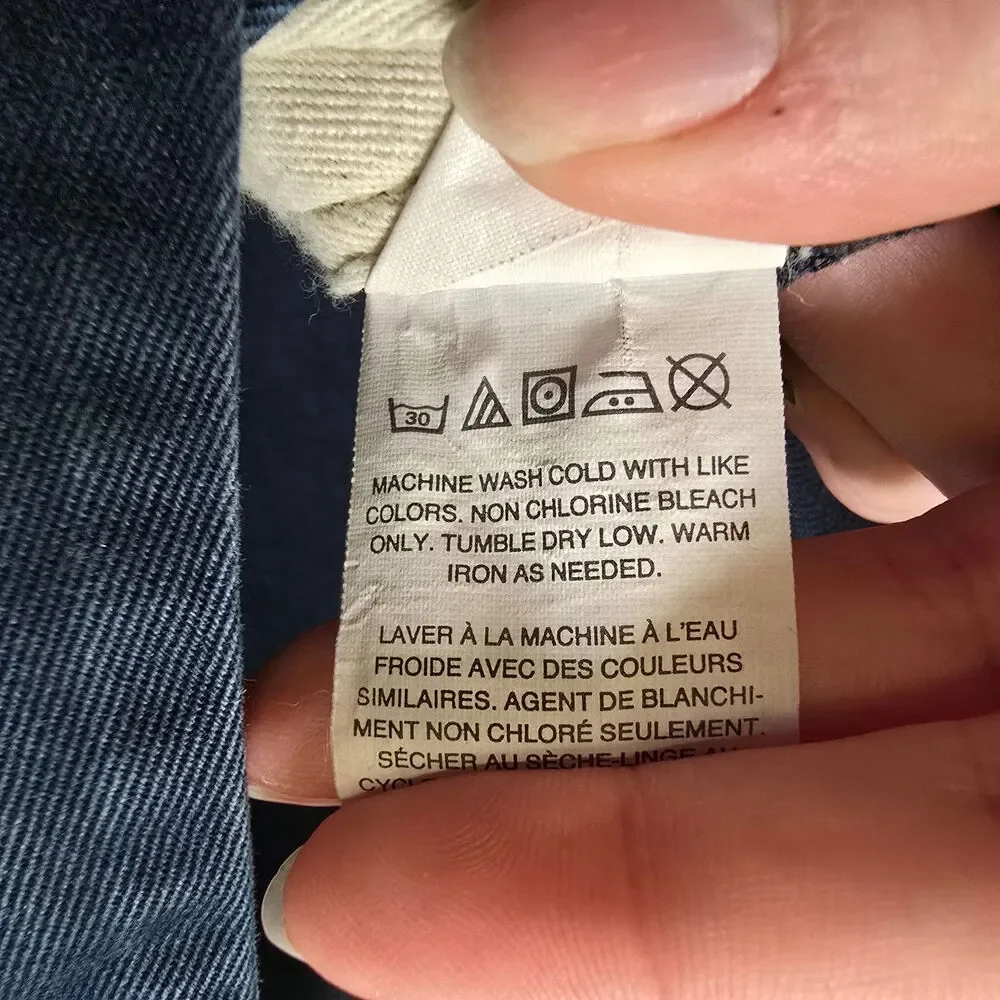 30
MACHINE WASH COLD WITH LIKE
COLORS. NON CHLORINE BLEACH
ONLY. TUMBLE DRY LOW. WARM
IRON AS NEEDED.
LAVER À LA MACHINE À L'EAU
FROIDE AVEC DES COULEURS
SIMILAIRES. AGENT DE BLANCHI-
MENT NON CHLORÉ SEULEMENT.
SÉCHER AU SÈCHE-LINGE AU